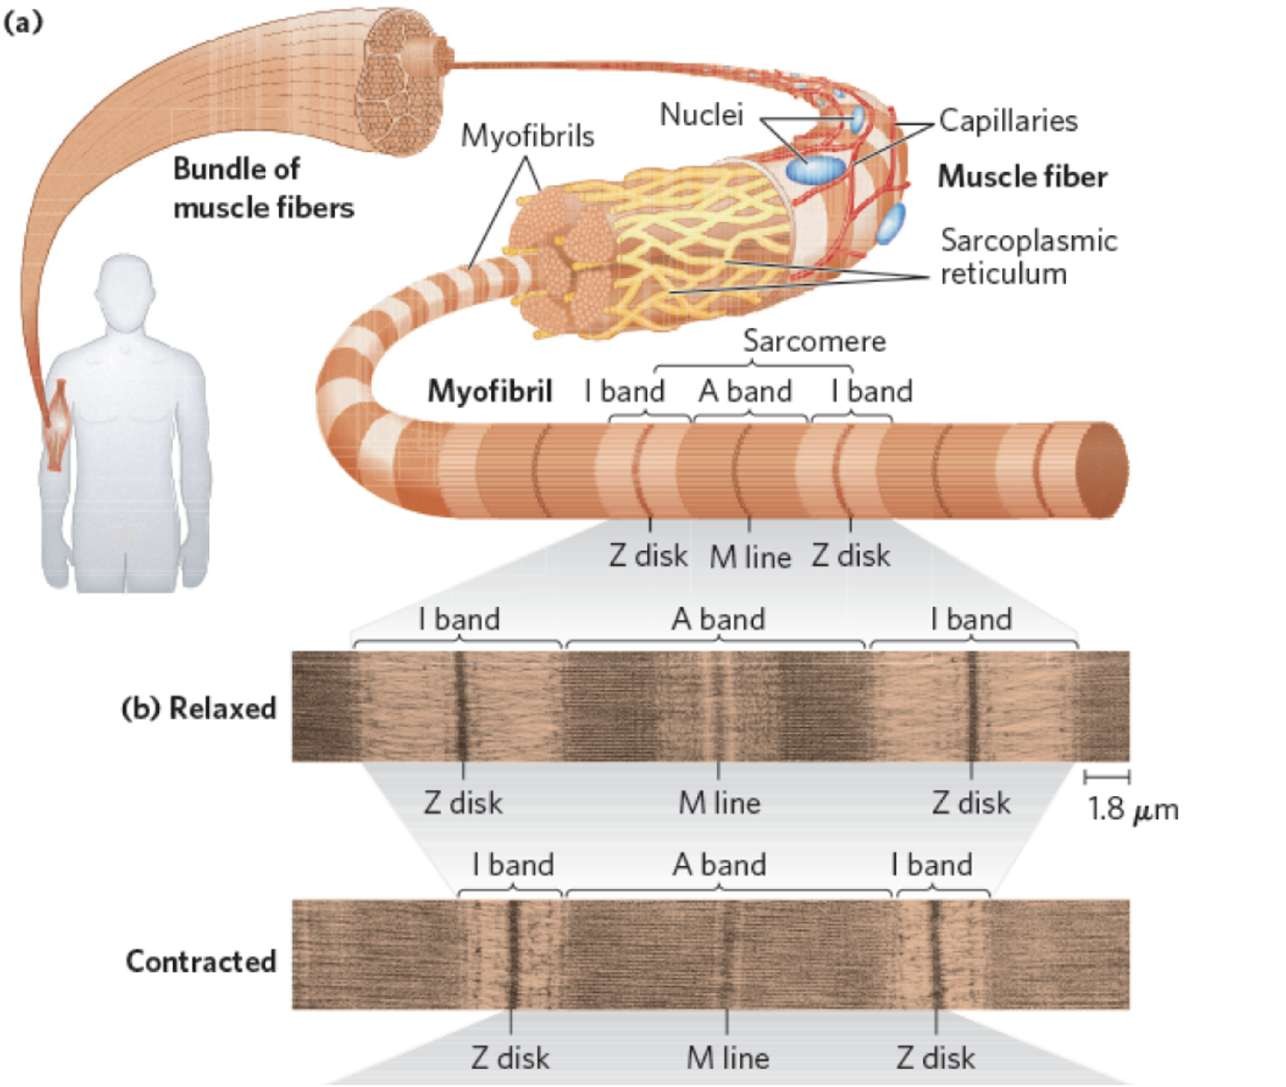 (a)
Nuclei
Capillaries
Myofibrils
Bundle of
muscle fibers
Muscle fiber
Sarcoplasmic
reticulum
Sarcomere
Myofibril
I band
A band
I band
Z disk
M line
Z disk
I band
A band
I band
(b) Relaxed
Z disk
M line
Z disk
1.8 μm
I band
A band
I band
Contracted
Z disk
M line
Z disk